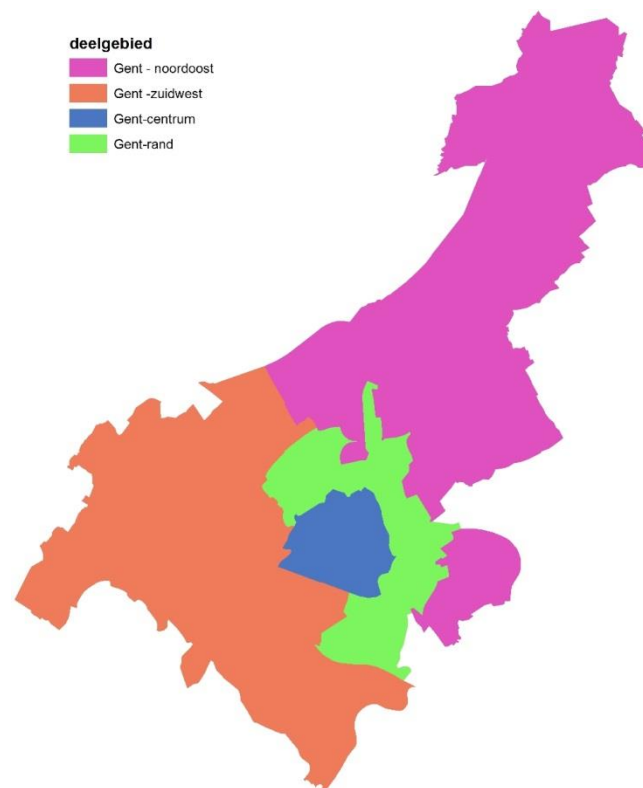 deelgebied
Gent - noordoost
Gent -zuidwest
Gent-centrum
Gent-rand